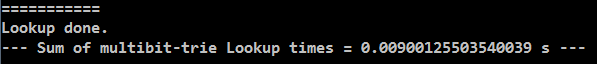 ===========
Lookup done.
--- Sum of multibit-trie Lookup times = 0.00900125503540039 s ---